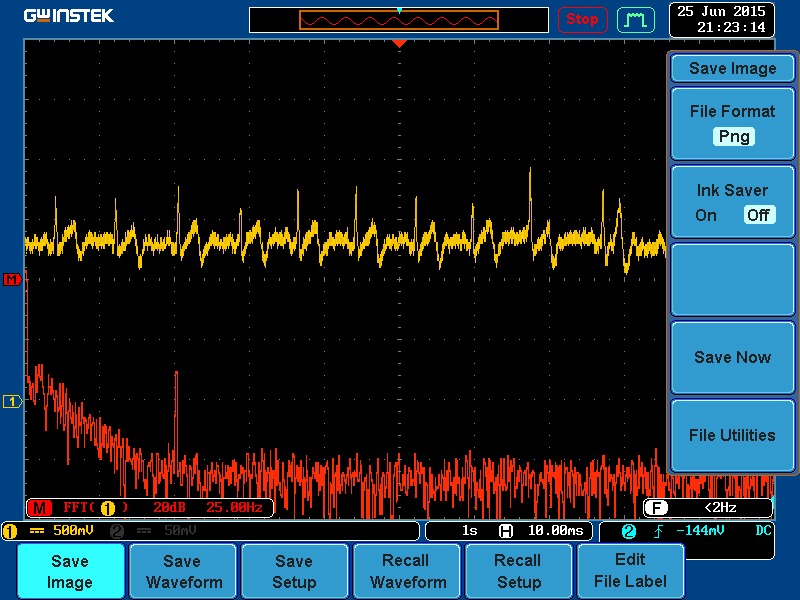 GWINSTEK
Stop
25 Jun 2015
21:23:14
Save Image
File Format
Png
Ink Saver
On Off
Save Now
File Utilities
M
1
M FFT( 1 ) 20dB 25.00Hz
F <2Hz
1 500mV 2 50mV
1s H 10.00ms
2 -144mV DC
Save Image
Save Waveform
Save Setup
Recall Waveform
Recall Setup
Edit File Label